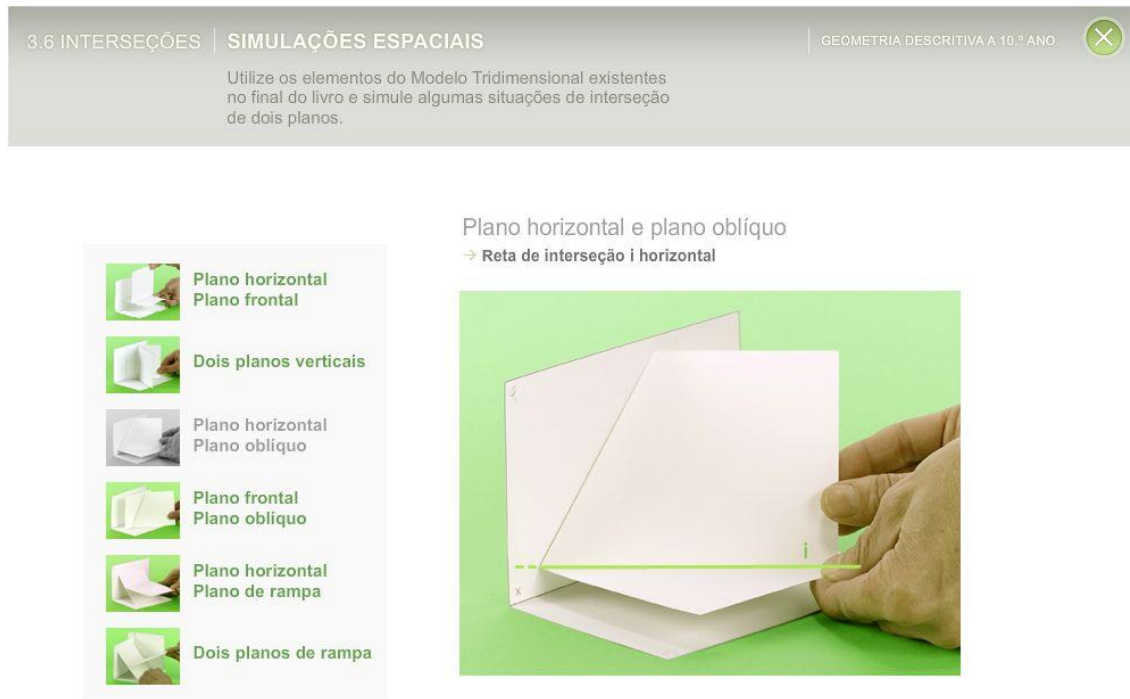 3.6 INTERSEÇÕES
SIMULAÇÕES ESPACIAIS
GEOMETRIA DESCRITIVA A 10.º ANO
Utilize os elementos do Modelo Tridimensional existentes
no final do livro e simule algumas situações de interseção
de dois planos.
Plano horizontal
Plano frontal
Dois planos verticais
Plano horizontal
Plano oblíquo
Plano frontal
Plano oblíquo
Plano horizontal
Plano de rampa
Dois planos de rampa
Plano horizontal e plano oblíquo
→ Reta de interseção i horizontal
i
x